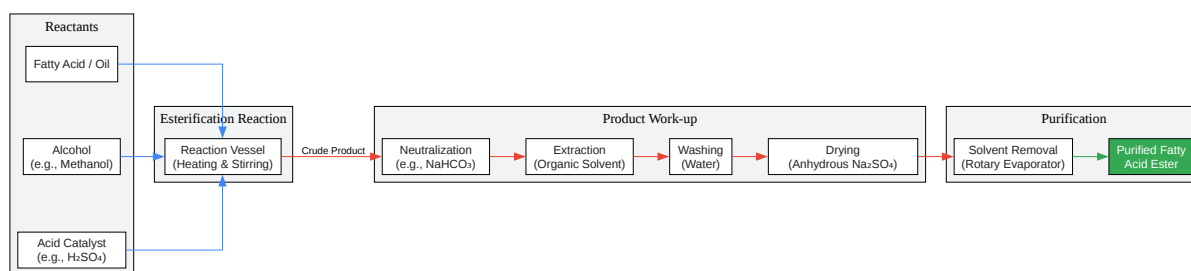 Reactants
Fatty Acid / Oil
Alcohol
(e.g., Methanol)
Acid Catalyst
(e.g., H₂SO₄)
Esterification Reaction
Reaction Vessel
(Heating & Stirring)
Crude Product
Product Work-up
Neutralization
(e.g., NaHCO₃)
Extraction
(Organic Solvent)
Washing
(Water)
Drying
(Anhydrous Na₂SO₄)
Purification
Solvent Removal
(Rotary Evaporator)
Purified Fatty
Acid Ester